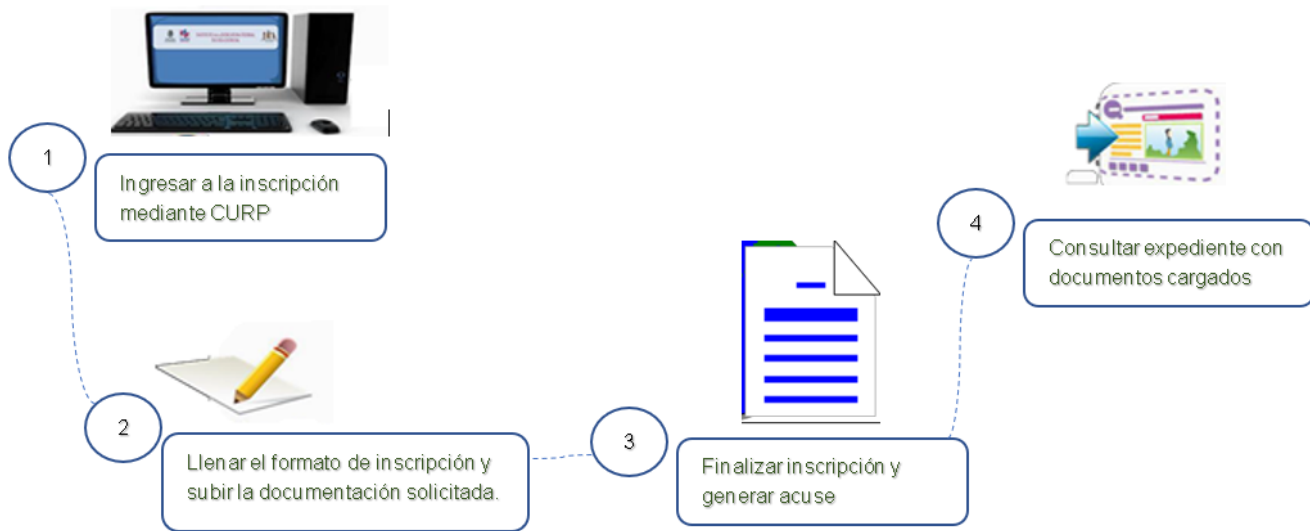 1
Ingresar a la inscripción
mediante CURP
2
Llenar el formato de inscripción y
subir la documentación solicitada.
3
Finalizar inscripción y
generar acuse
4
Consultar expediente con
documentos cargados